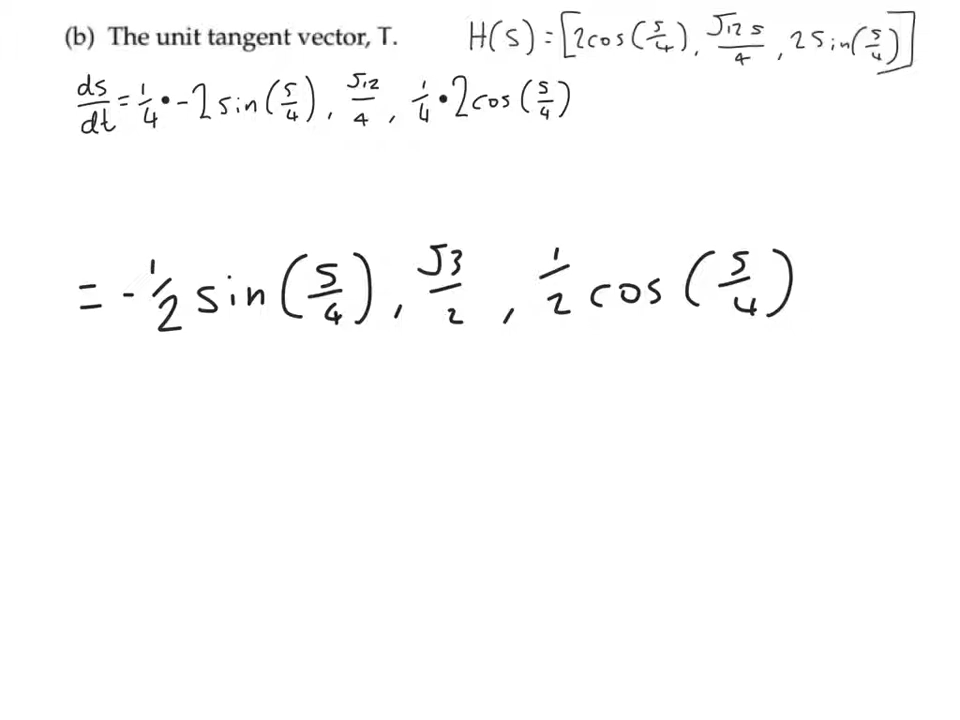 (b) The unit tangent vector, T. H(s) = [2cos(s/4), √12 s/4, 2sin(s/4)]
ds/dt = 1/4 • -2sin(s/4), √12/4, 1/4 • 2cos(s/4)
= -1/2 sin(s/4), √3/2, 1/2 cos(s/4)